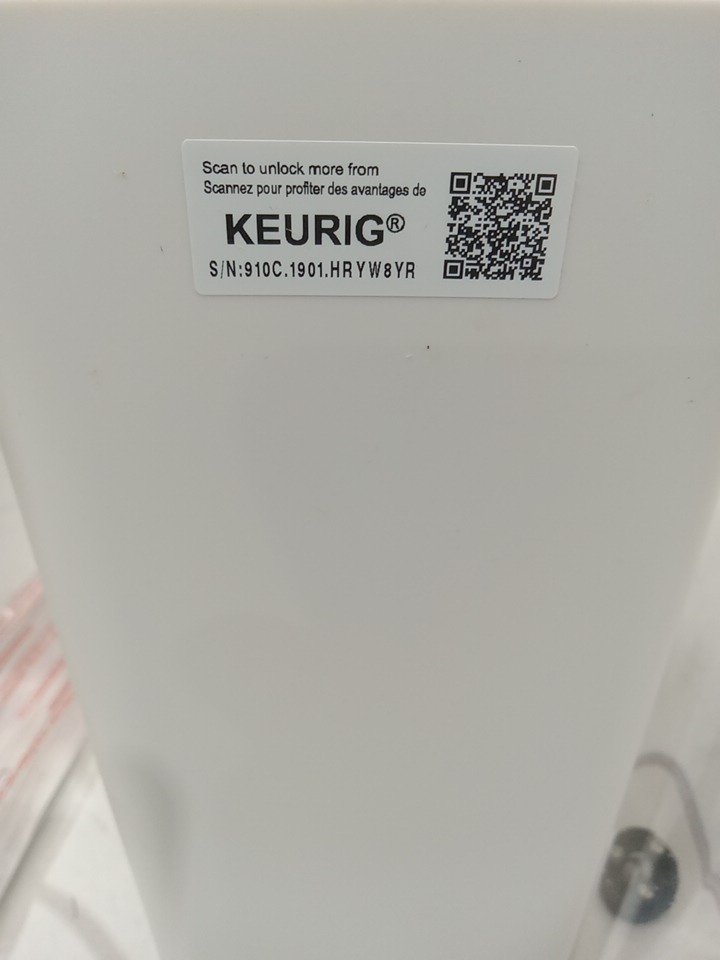 Scan to unlock more from
Scannez pour profiter des avantages de
KEURIG®
S/N:910C.1901.HRYW8YR